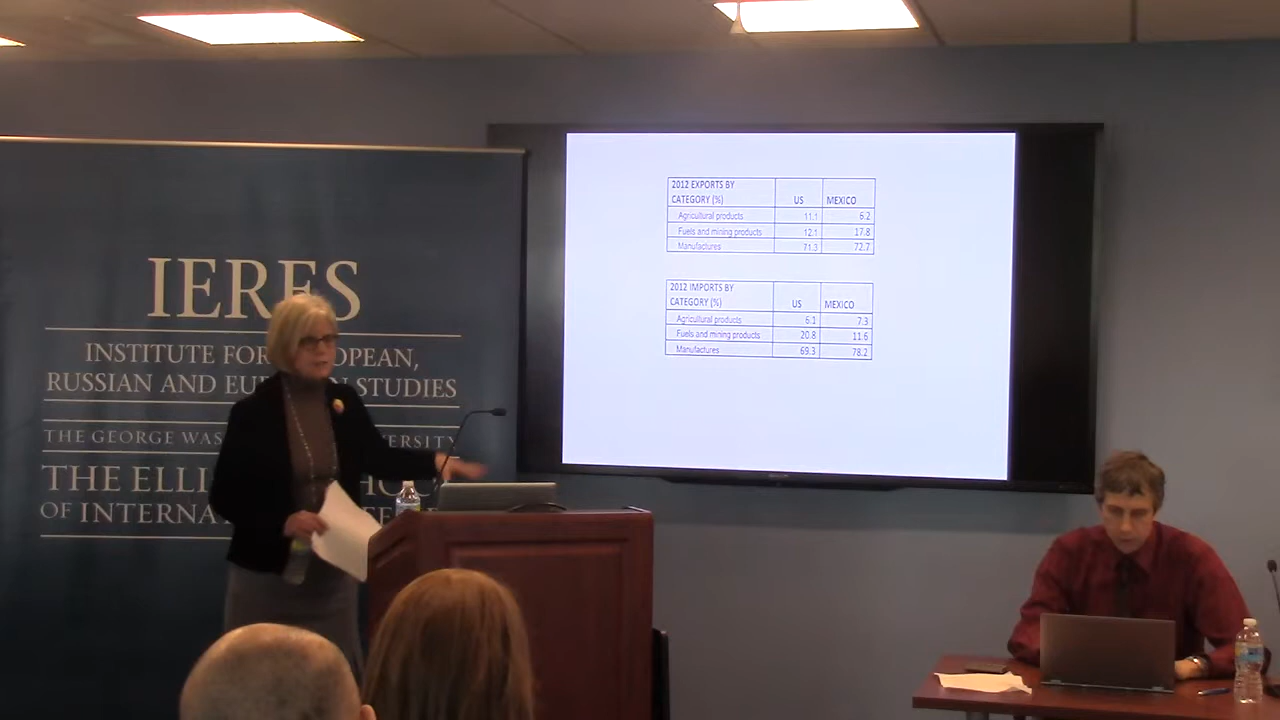 IERES
INSTITUTE FOR EUROPEAN,
RUSSIAN AND EUR N STUDIES
THE GEORGE WAS ERSITY
THE ELLI
OF INTERNA
2012 EXPORTS BY
CATEGORY (%) US MEXICO
Agricultural products 11.1 6.2
Fuels and mining products 12.1 17.8
Manufactures 71.3 72.7
2012 IMPORTS BY
CATEGORY (%) US MEXICO
Agricultural products 6.1 7.3
Fuels and mining products 20.8 11.6
Manufactures 69.3 78.2